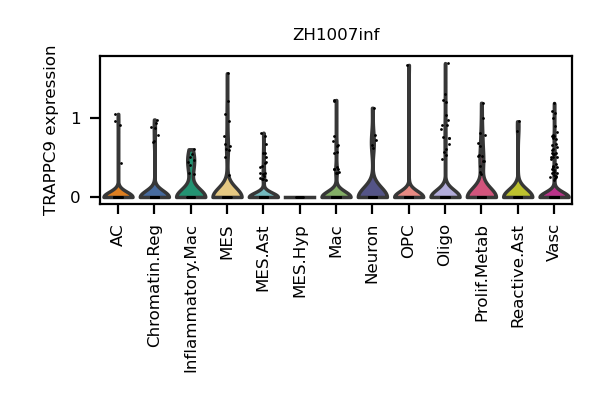 ZH1007inf
TRAPPC9 expression
1
0
AC
Chromatin.Reg
Inflammatory.Mac
MES
MES.Ast
MES.Hyp
Mac
Neuron
OPC
Oligo
Prolif.Metab
Reactive.Ast
Vasc